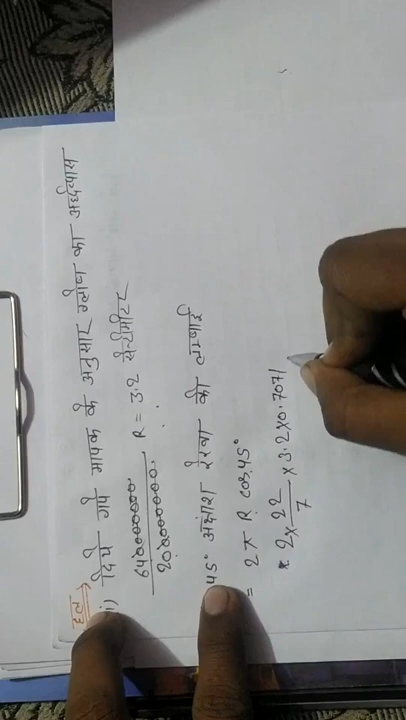 हल →
i) दिये गये मापक के अनुसार ग्लोब का अर्धव्यास
640000000 / 200000000, R = 3.2 सेन्टीमीटर
45° अक्षांश रेखा की लम्बाई
= 2 π R cos 45°
= 2 × 22/7 × 3.2 × 0.7071